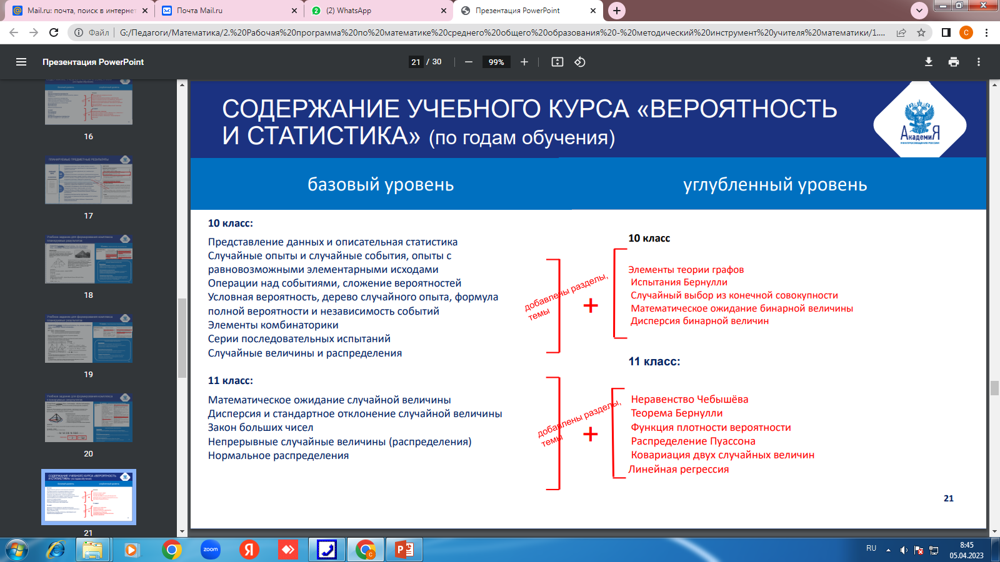 Mail.ru: почта, поиск в интернет
Почта Mail.ru
(2) WhatsApp
Презентация PowerPoint
Файл
G:/Педагоги/Математика/2.%20Рабочая%20программа%20по%20математике%20среднего%20общего%20образования%20-%20методический%20инструмент%20учителя%20математики/1....
С
Презентация PowerPoint
21 / 30
99%
16
17
18
19
20
21
СОДЕРЖАНИЕ УЧЕБНОГО КУРСА «ВЕРОЯТНОСТЬ
И СТАТИСТИКА» (по годам обучения)
АкадемиЯ
МИНПРОСВЕЩЕНИЯ РОССИИ
базовый уровень
углубленный уровень
10 класс:
Представление данных и описательная статистика
Случайные опыты и случайные события, опыты с
равновозможными элементарными исходами
Операции над событиями, сложение вероятностей
Условная вероятность, дерево случайного опыта, формула
полной вероятности и независимость событий
Элементы комбинаторики
Серии последовательных испытаний
Случайные величины и распределения
11 класс:
Математическое ожидание случайной величины
Дисперсия и стандартное отклонение случайной величины
Закон больших чисел
Непрерывные случайные величины (распределения)
Нормальное распределения
добавлены разделы,
темы
+
добавлены разделы,
темы
+
10 класс
Элементы теории графов
Испытания Бернулли
Случайный выбор из конечной совокупности
Математическое ожидание бинарной величины
Дисперсия бинарной величин
11 класс:
Неравенство Чебышёва
Теорема Бернулли
Функция плотности вероятности
Распределение Пуассона
Ковариация двух случайных величин
Линейная регрессия
21
zoom
Я
RU
8:45
05.04.2023